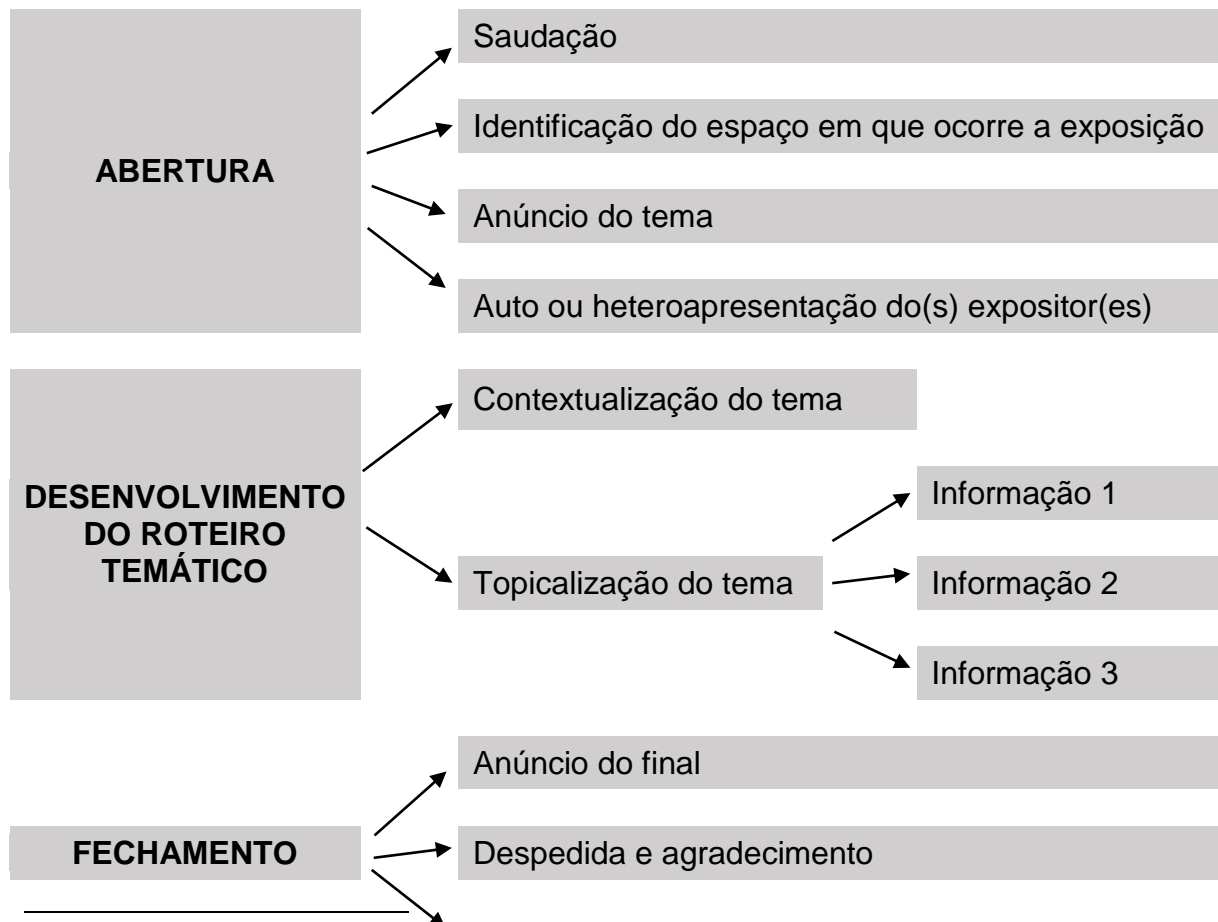 Saudação
Identificação do espaço em que ocorre a exposição
ABERTURA
Anúncio do tema
Auto ou heteroapresentação do(s) expositor(es)
Contextualização do tema
DESENVOLVIMENTO
DO ROTEIRO
TEMÁTICO
Informação 1
Topicalização do tema
Informação 2
Informação 3
Anúncio do final
FECHAMENTO
Despedida e agradecimento